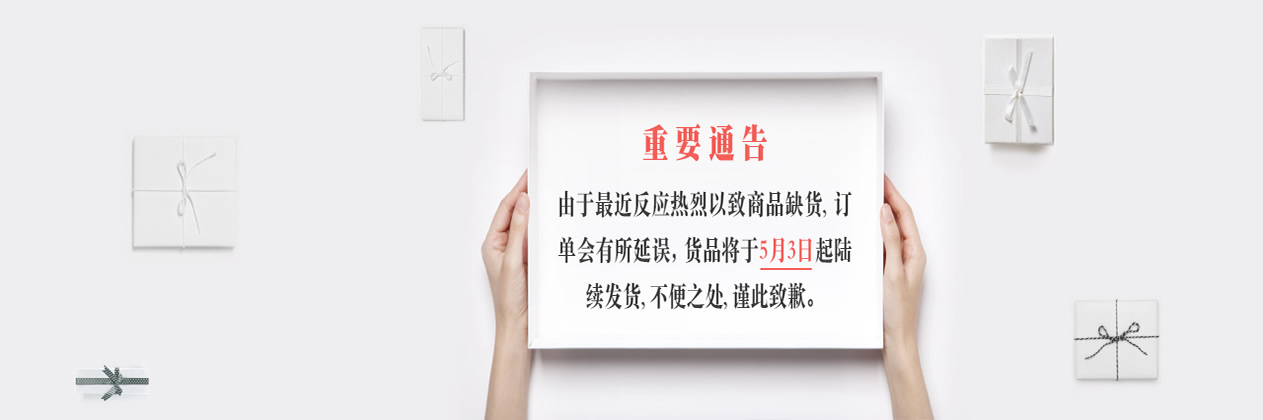 重要通告
由于最近反应热烈以致商品缺货, 订
单会有所延误, 货品将于5月3日起陆
续发货, 不便之处, 谨此致歉。